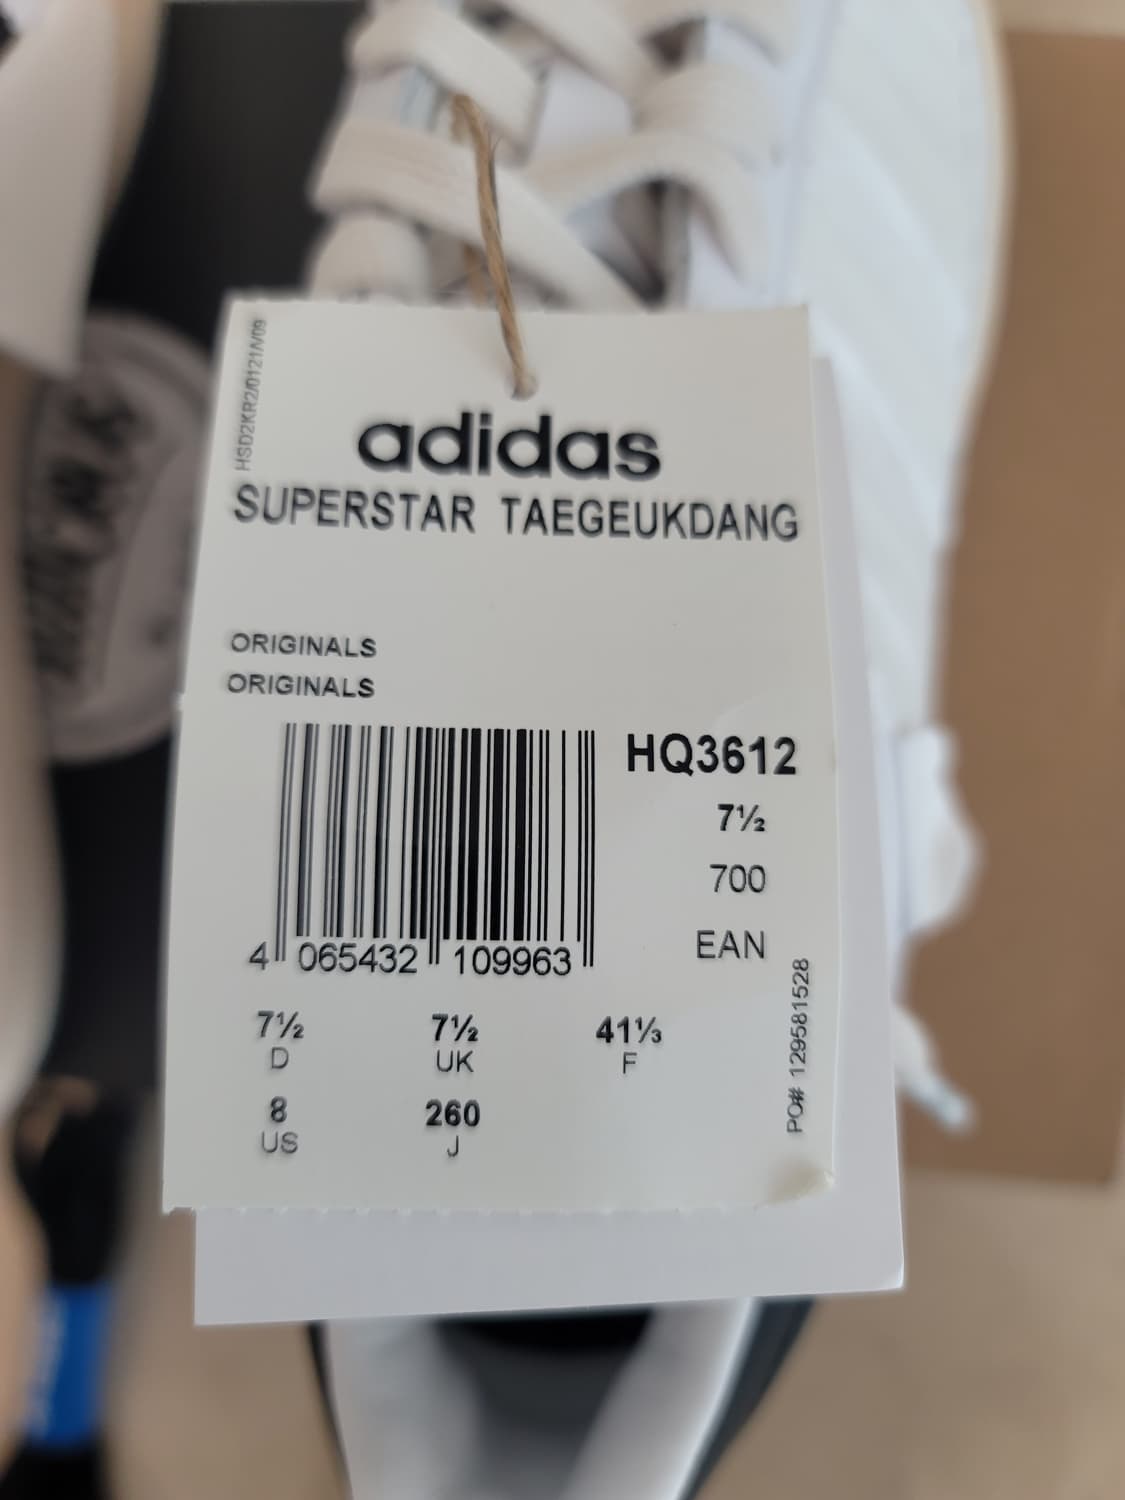 HSD2KR2/0121/V/09
adidas
SUPERSTAR TAEGEUKDANG
ORIGINALS
ORIGINALS
HQ3612
7½
700
EAN
4 065432 109963
7½ 7½ 41⅓
D UK F
8 260
US J
PO# 129581528